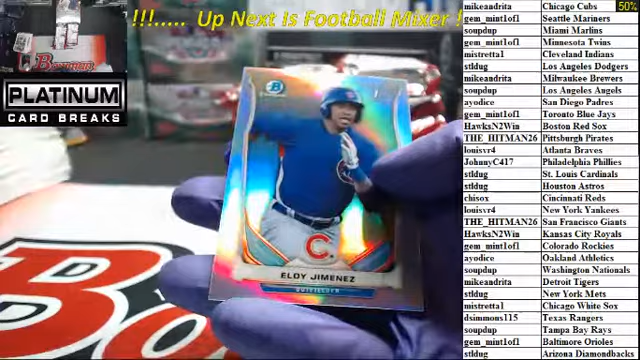 !!!..... Up Next Is Football Mixer !
50%
PLATINUM
CARD BREAKS
Bowman
ELOY JIMENEZ
OUTFIELDER
C
B
mikeandrita Chicago Cubs
gem_mint1of1 Seattle Mariners
soupdup Miami Marlins
gem_mint1of1 Minnesota Twins
mistretta1 Cleveland Indians
stldug Los Angeles Dodgers
mikeandrita Milwaukee Brewers
soupdup Los Angeles Angels
ayodice San Diego Padres
gem_mint1of1 Toronto Blue Jays
HawksN2Win Boston Red Sox
THE_HITMAN26 Pittsburgh Pirates
louisvr4 Atlanta Braves
JohnnyC417 Philadelphia Phillies
stldug St. Louis Cardinals
stldug Houston Astros
chisox Cincinnati Reds
louisvr4 New York Yankees
THE_HITMAN26 San Francisco Giants
HawksN2Win Kansas City Royals
gem_mint1of1 Colorado Rockies
ayodice Oakland Athletics
soupdup Washington Nationals
mikeandrita Detroit Tigers
stldug New York Mets
mistretta1 Chicago White Sox
dsimmons115 Texas Rangers
soupdup Tampa Bay Rays
gem_mint1of1 Baltimore Orioles
stldug Arizona Diamondbacks